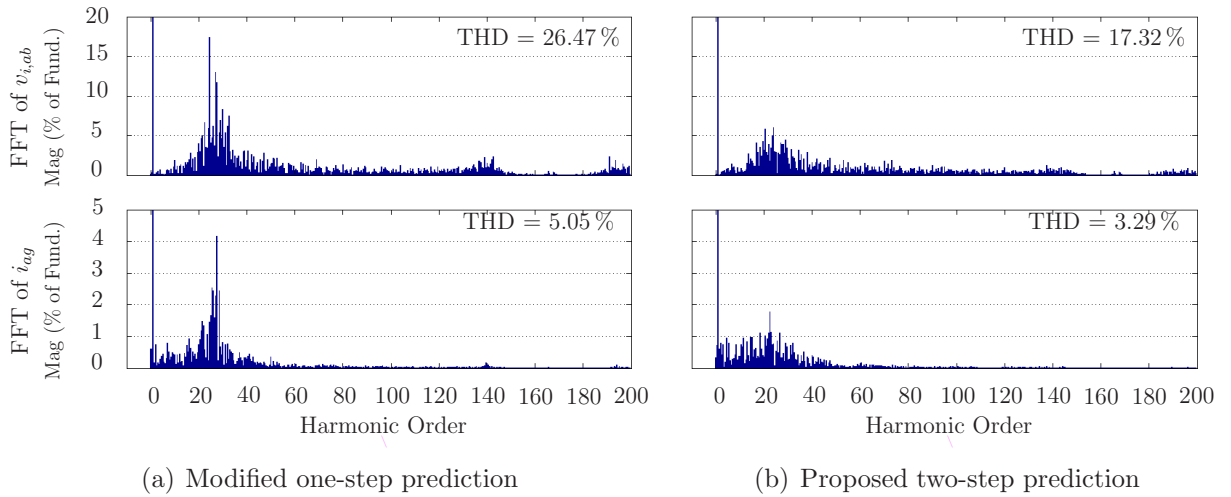 FFT of v_{i,ab}
Mag (% of Fund.)
20
15
10
5
0
THD = 26.47 %
THD = 17.32 %
FFT of i_{ag}
Mag (% of Fund.)
5
4
3
2
1
0
THD = 5.05 %
THD = 3.29 %
0 20 40 60 80 100 120 140 160 180 200
0 20 40 60 80 100 120 140 160 180 200
Harmonic Order
Harmonic Order
(a) Modified one-step prediction
(b) Proposed two-step prediction